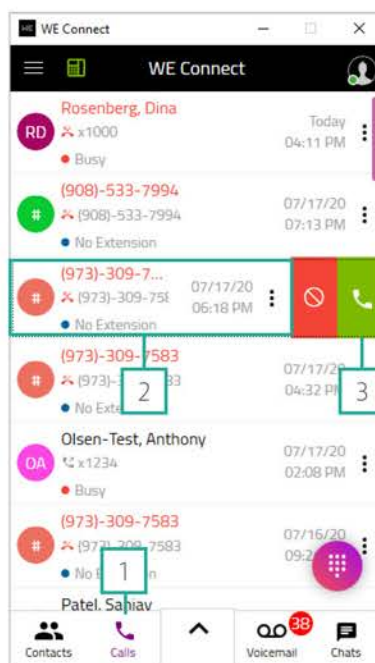 WE WE Connect
WE Connect
Rosenberg, Dina
RD x1000 Today 04:11 PM
Busy
(908)-533-7994
# (908)-533-7994 07/17/20 07:13 PM
No Extension
(973)-309-7...
# (973)-309-758 07/17/20 06:18 PM
No Extension
(973)-309-7583
# (973)- 83 07/17/20 04:32 PM
No Exte
2
3
Olsen-Test, Anthony
OA x1234 07/17/20 02:08 PM
Busy
(973)-309-7583
# (973)-309-7583 07/16/20 09:2
No E n
1
Patel, Sanjay
38
Contacts Calls Voicemail Chats